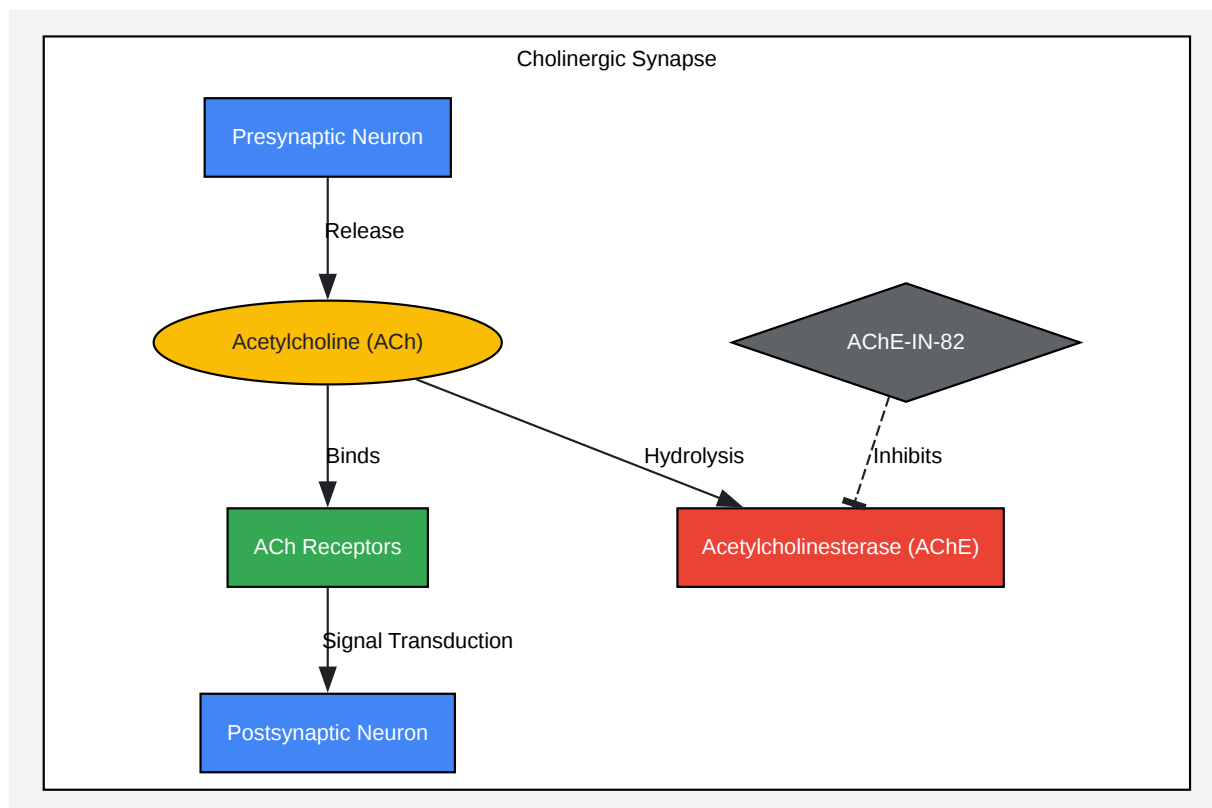 Cholinergic Synapse
Presynaptic Neuron
Release
Acetylcholine (ACh)
AChE-IN-82
Binds
Hydrolysis
Inhibits
ACh Receptors
Acetylcholinesterase (AChE)
Signal Transduction
Postsynaptic Neuron